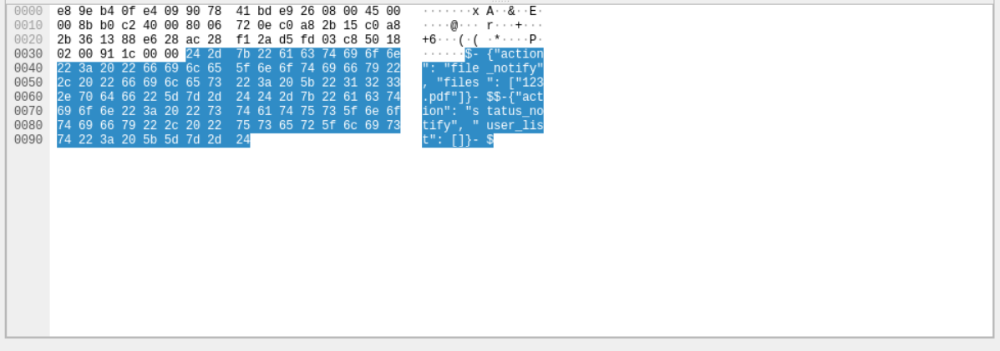 0000 e8 9e b4 0f e4 09 90 78 41 bd e9 26 08 00 45 00 ·······x A··&··E·
0010 00 8b b0 c2 40 00 80 06 72 0e c0 a8 2b 15 c0 a8 ····@··· r···+···
0020 2b 36 13 88 e6 28 ac 28 f1 2a d5 fd 03 c8 50 18 +6···(·( ·*····P·
0030 02 00 91 1c 00 00 24 2d 7b 22 61 63 74 69 6f 6e ······$- {"action
0040 22 3a 20 22 66 69 6c 65 5f 6e 6f 74 69 66 79 22 ": "file _notify"
0050 2c 20 22 66 69 6c 65 73 22 3a 20 5b 22 31 32 33 , "files ": ["123
0060 2e 70 64 66 22 5d 7d 2d 24 24 2d 7b 22 61 63 74 .pdf"]}- $$-{"act
0070 69 6f 6e 22 3a 20 22 73 74 61 74 75 73 5f 6e 6f ion": "s tatus_no
0080 74 69 66 79 22 2c 20 22 75 73 65 72 5f 6c 69 73 tify", " user_lis
0090 74 22 3a 20 5b 5d 7d 2d 24 t": []}- $